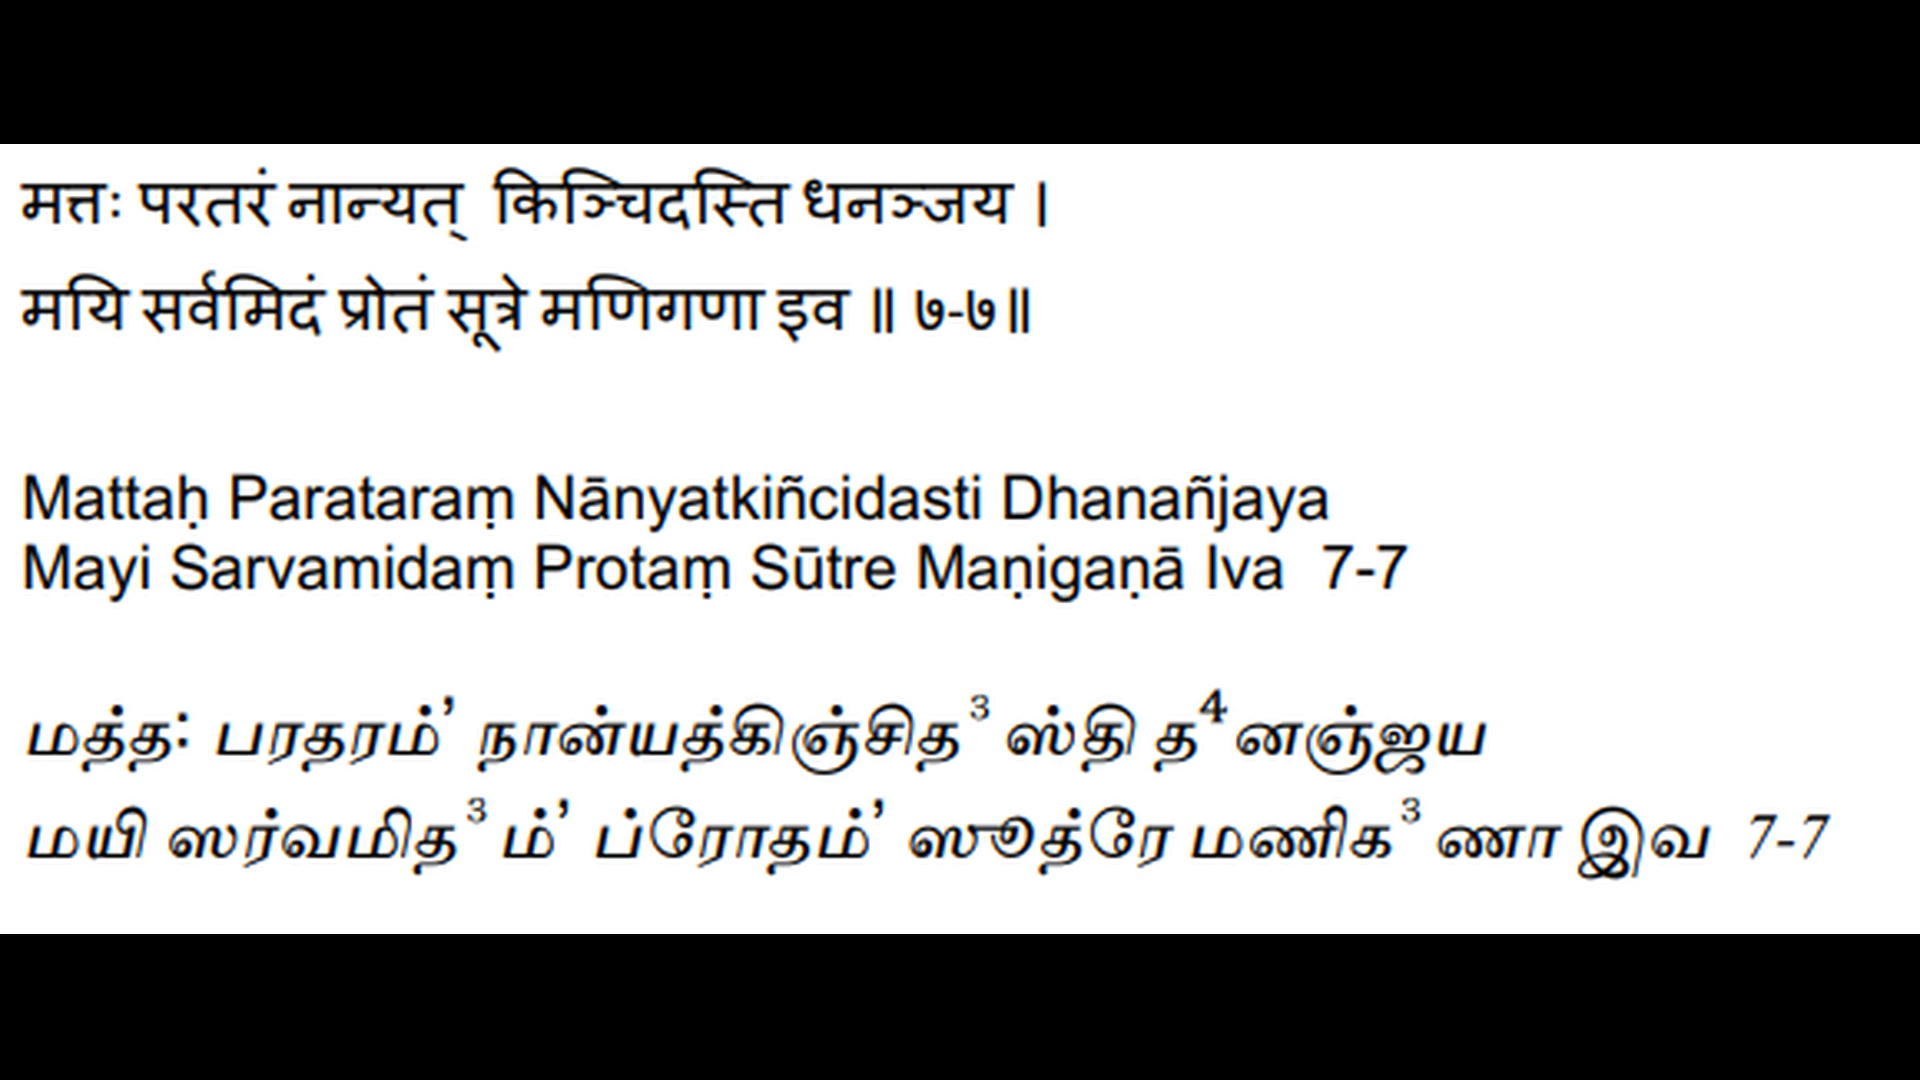 मत्तः परतरं नान्यत् किञ्चिदस्ति धनञ्जय ।
मयि सर्वमिदं प्रोतं सूत्रे मणिगणा इव ॥ ७-७॥
Mattaḥ Parataraṃ Nānyatkiñcidasti Dhanañjaya
Mayi Sarvamidaṃ Protaṃ Sūtre Maṇigaṇā Iva 7-7
மத்த: பரதரம்ʼ நான்யத்கிஞ்சித³ஸ்தி த⁴னஞ்ஜய
மயி ஸர்வமித³ம்ʼ ப்ரோதம்ʼ ஸூத்ரே மணிக³ணா இவ 7-7